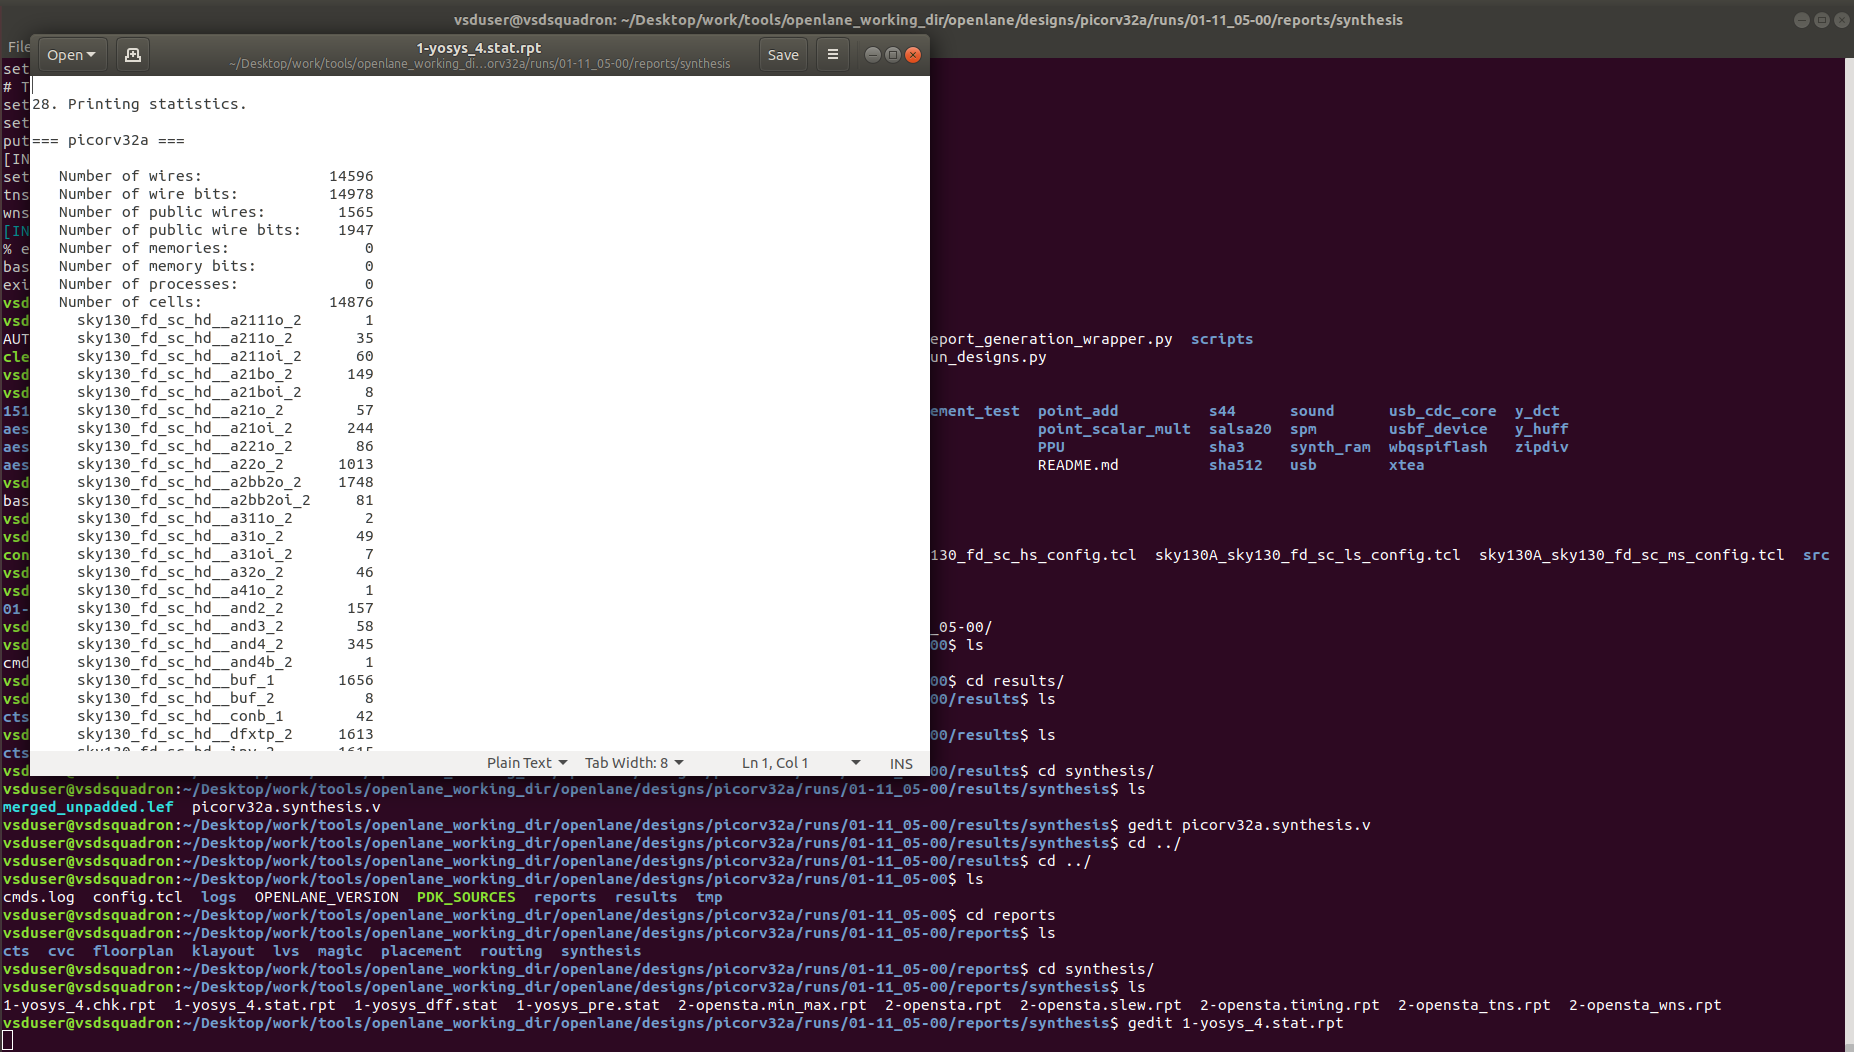 vsduser@vsdsquadron: ~/Desktop/work/tools/openlane_working_dir/openlane/designs/picorv32a/runs/01-11_05-00/reports/synthesis
File
Open
1-yosys_4.stat.rpt
~/Desktop/work/tools/openlane_working_di...orv32a/runs/01-11_05-00/reports/synthesis
Save
28. Printing statistics.
=== picorv32a ===
Number of wires: 14596
Number of wire bits: 14978
Number of public wires: 1565
Number of public wire bits: 1947
Number of memories: 0
Number of memory bits: 0
Number of processes: 0
Number of cells: 14876
sky130_fd_sc_hd__a2111o_2 1
sky130_fd_sc_hd__a211o_2 35
sky130_fd_sc_hd__a211oi_2 60
sky130_fd_sc_hd__a21bo_2 149
sky130_fd_sc_hd__a21boi_2 8
sky130_fd_sc_hd__a21o_2 57
sky130_fd_sc_hd__a21oi_2 244
sky130_fd_sc_hd__a221o_2 86
sky130_fd_sc_hd__a22o_2 1013
sky130_fd_sc_hd__a2bb2o_2 1748
sky130_fd_sc_hd__a2bb2oi_2 81
sky130_fd_sc_hd__a311o_2 2
sky130_fd_sc_hd__a31o_2 49
sky130_fd_sc_hd__a31oi_2 7
sky130_fd_sc_hd__a32o_2 46
sky130_fd_sc_hd__a41o_2 1
sky130_fd_sc_hd__and2_2 157
sky130_fd_sc_hd__and3_2 58
sky130_fd_sc_hd__and4_2 345
sky130_fd_sc_hd__and4b_2 1
sky130_fd_sc_hd__buf_1 1656
sky130_fd_sc_hd__buf_2 8
sky130_fd_sc_hd__conb_1 42
sky130_fd_sc_hd__dfxtp_2 1613
sky130_fd_sc_hd__inv_2 1615
Plain Text Tab Width: 8 Ln 1, Col 1 INS
set
# T
set
set
put
[IN
set
tns
wns
[IN
% e
bas
exi
vsd
vsd
AUT eport_generation_wrapper.py scripts
cle un_designs.py
vsd
vsd
151 ement_test point_add s44 sound usb_cdc_core y_dct
aes point_scalar_mult salsa20 spm usbf_device y_huff
aes PPU sha3 synth_ram wbqspiflash zipdiv
aes README.md sha512 usb xtea
vsd
bas
vsd
vsd
con 130_fd_sc_hs_config.tcl sky130A_sky130_fd_sc_ls_config.tcl sky130A_sky130_fd_sc_ms_config.tcl src
vsd
vsd
01-
vsd _05-00/
vsd 00$ ls
cmd
vsd 00$ cd results/
vsd 00/results$ ls
cts
vsd 00/results$ ls
cts
vsd 00/results$ cd synthesis/
vsduser@vsdsquadron:~/Desktop/work/tools/openlane_working_dir/openlane/designs/picorv32a/runs/01-11_05-00/results/synthesis$ ls
merged_unpadded.lef picorv32a.synthesis.v
vsduser@vsdsquadron:~/Desktop/work/tools/openlane_working_dir/openlane/designs/picorv32a/runs/01-11_05-00/results/synthesis$ gedit picorv32a.synthesis.v
vsduser@vsdsquadron:~/Desktop/work/tools/openlane_working_dir/openlane/designs/picorv32a/runs/01-11_05-00/results/synthesis$ cd ../
vsduser@vsdsquadron:~/Desktop/work/tools/openlane_working_dir/openlane/designs/picorv32a/runs/01-11_05-00/results$ cd ../
vsduser@vsdsquadron:~/Desktop/work/tools/openlane_working_dir/openlane/designs/picorv32a/runs/01-11_05-00$ ls
cmds.log config.tcl logs OPENLANE_VERSION PDK_SOURCES reports results tmp
vsduser@vsdsquadron:~/Desktop/work/tools/openlane_working_dir/openlane/designs/picorv32a/runs/01-11_05-00$ cd reports
vsduser@vsdsquadron:~/Desktop/work/tools/openlane_working_dir/openlane/designs/picorv32a/runs/01-11_05-00/reports$ ls
cts cvc floorplan klayout lvs magic placement routing synthesis
vsduser@vsdsquadron:~/Desktop/work/tools/openlane_working_dir/openlane/designs/picorv32a/runs/01-11_05-00/reports$ cd synthesis/
vsduser@vsdsquadron:~/Desktop/work/tools/openlane_working_dir/openlane/designs/picorv32a/runs/01-11_05-00/reports/synthesis$ ls
1-yosys_4.chk.rpt 1-yosys_4.stat.rpt 1-yosys_dff.stat 1-yosys_pre.stat 2-opensta.min_max.rpt 2-opensta.rpt 2-opensta.slew.rpt 2-opensta.timing.rpt 2-opensta_tns.rpt 2-opensta_wns.rpt
vsduser@vsdsquadron:~/Desktop/work/tools/openlane_working_dir/openlane/designs/picorv32a/runs/01-11_05-00/reports/synthesis$ gedit 1-yosys_4.stat.rpt